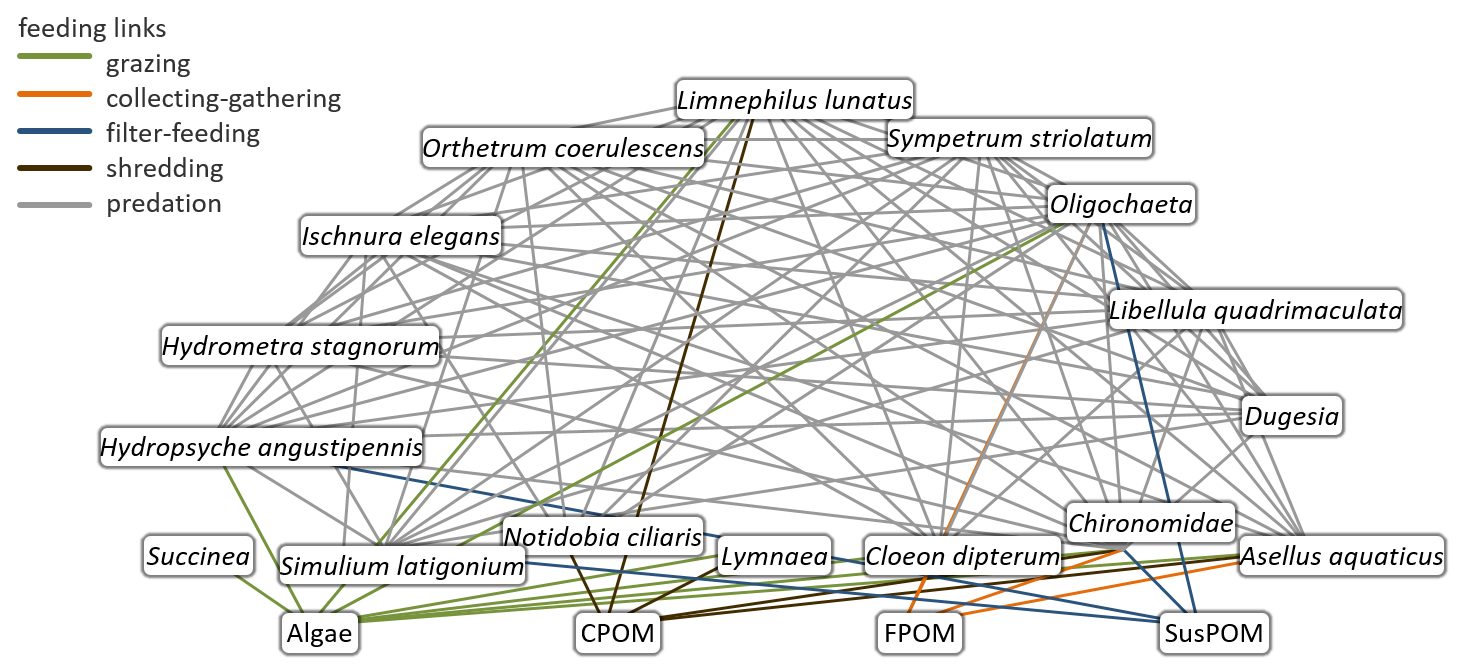 feeding links
grazing
collecting-gathering
filter-feeding
shredding
predation
Limnephilus lunatus
Orthetrum coerulescens
Sympetrum striolatum
Oligochaeta
Ischnura elegans
Libellula quadrimaculata
Hydrometra stagnorum
Dugesia
Hydropsyche angustipennis
Chironomidae
Notidobia ciliaris
Succinea
Simulium latigonium
Lymnaea
Cloeon dipterum
Asellus aquaticus
Algae
CPOM
FPOM
SusPOM